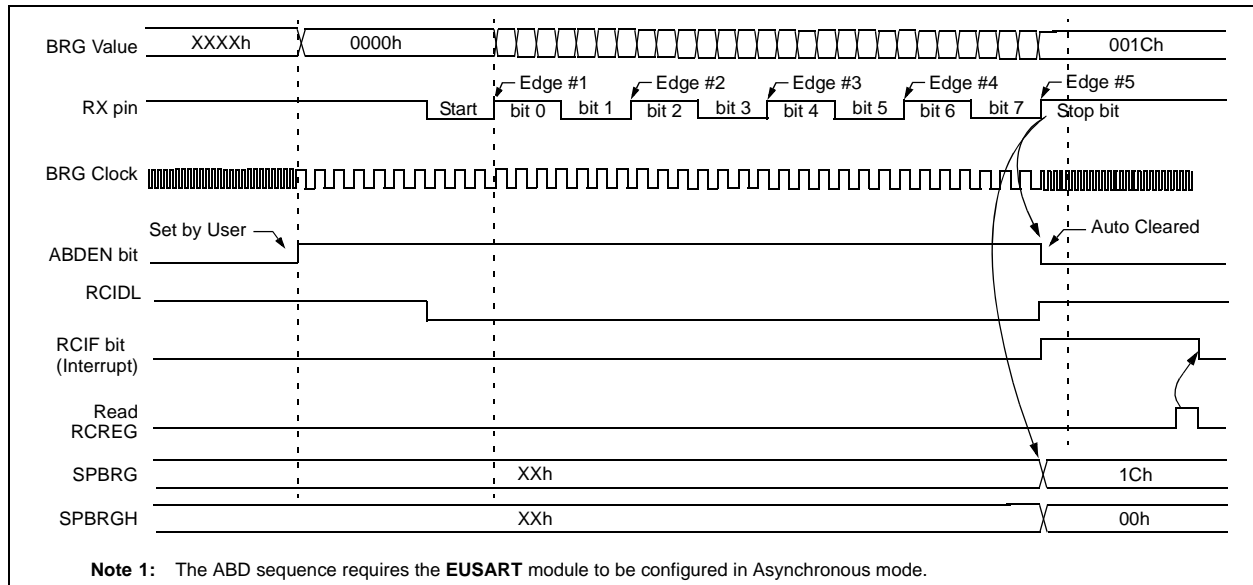 BRG Value XXXXh 0000h 001Ch
Edge #1 Edge #2 Edge #3 Edge #4 Edge #5
RX pin Start bit 0 bit 1 bit 2 bit 3 bit 4 bit 5 bit 6 bit 7 Stop bit
BRG Clock
Set by User Auto Cleared
ABDEN bit
RCIDL
RCIF bit
(Interrupt)
Read
RCREG
SPBRG XXh 1Ch
SPBRGH XXh 00h
Note 1: The ABD sequence requires the EUSART module to be configured in Asynchronous mode.